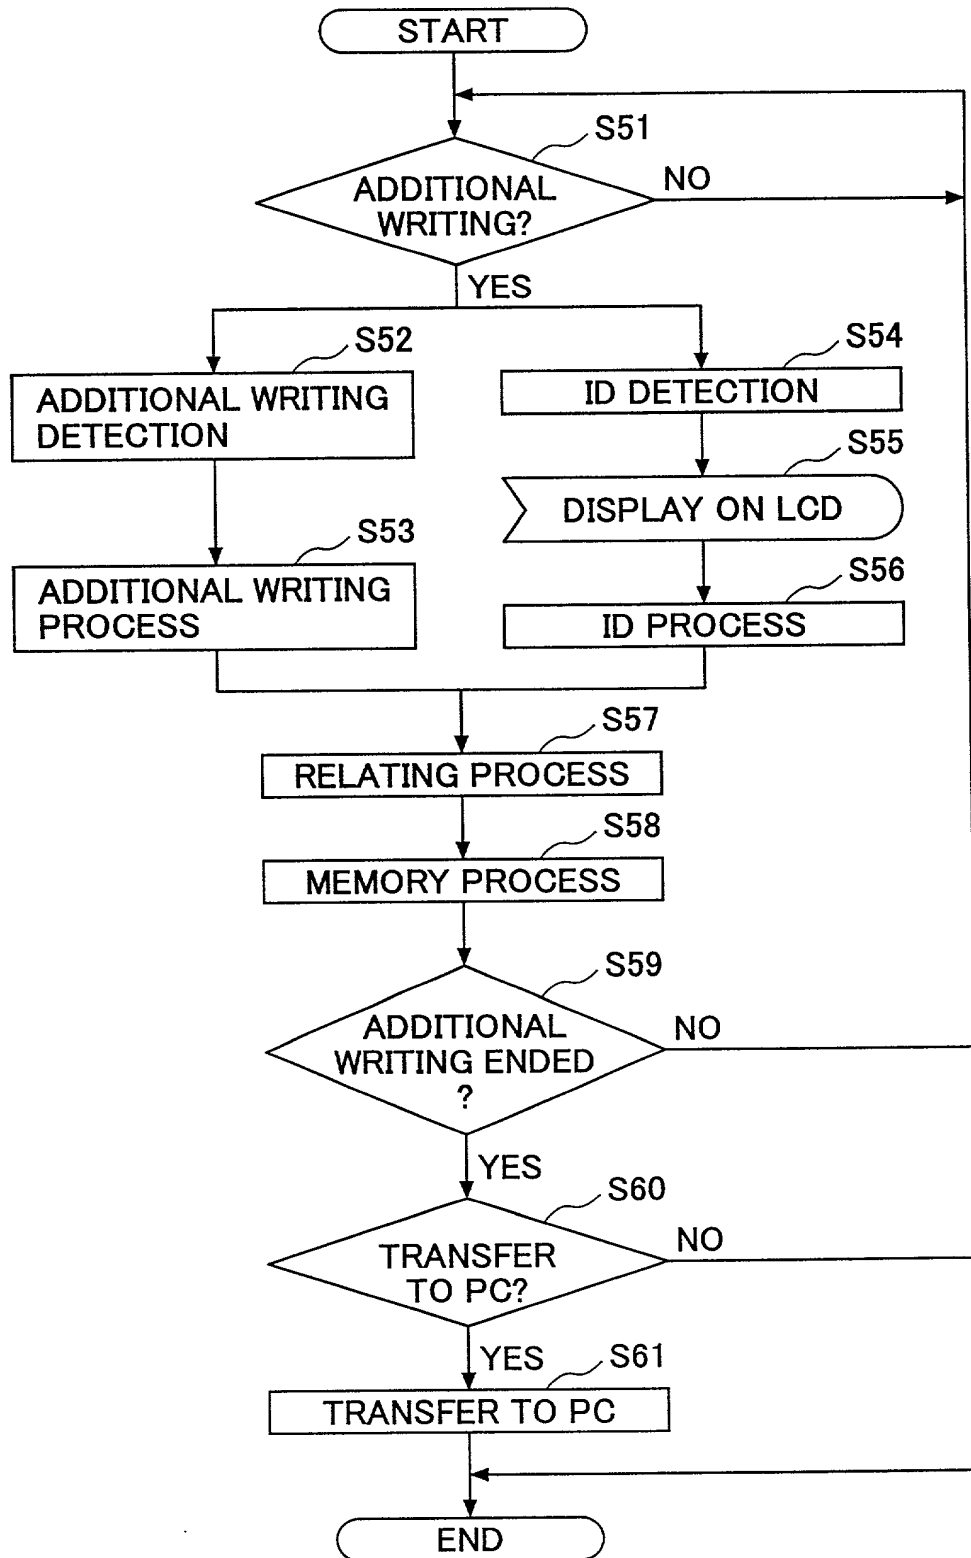 START
S51
ADDITIONAL
WRITING?
NO
YES
S52
ADDITIONAL WRITING
DETECTION
S54
ID DETECTION
S55
DISPLAY ON LCD
S53
ADDITIONAL WRITING
PROCESS
S56
ID PROCESS
S57
RELATING PROCESS
S58
MEMORY PROCESS
S59
ADDITIONAL
WRITING ENDED
?
NO
YES
S60
TRANSFER
TO PC?
NO
YES
S61
TRANSFER TO PC
END